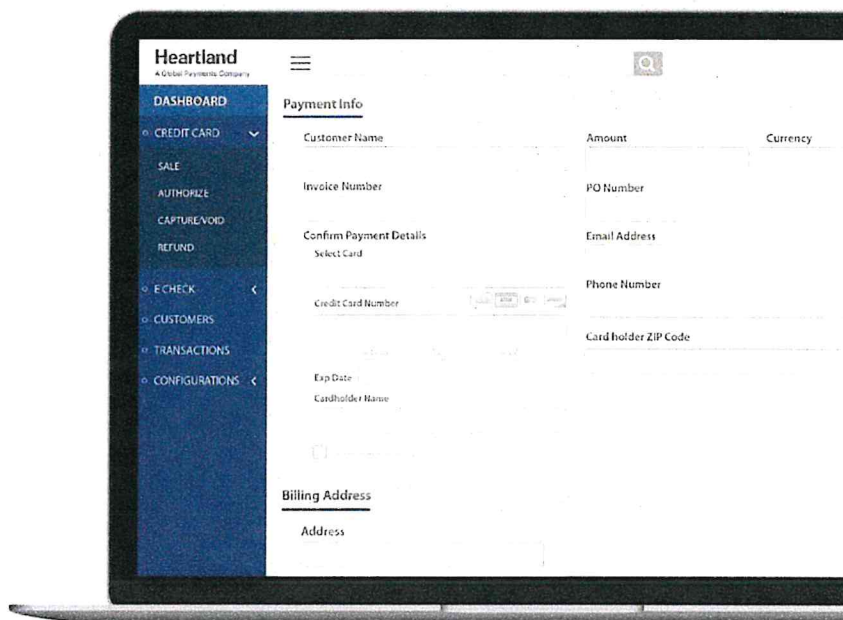 Heartland
A Global Payments Company
DASHBOARD
CREDIT CARD
SALE
AUTHORIZE
CAPTURE/VOID
REFUND
E CHECK
CUSTOMERS
TRANSACTIONS
CONFIGURATIONS
Payment Info
Customer Name
Amount
Currency
Invoice Number
PO Number
Confirm Payment Details
Email Address
Select Card
Phone Number
Credit Card Number
Card holder ZIP Code
Exp Date
Cardholder Name
Billing Address
Address